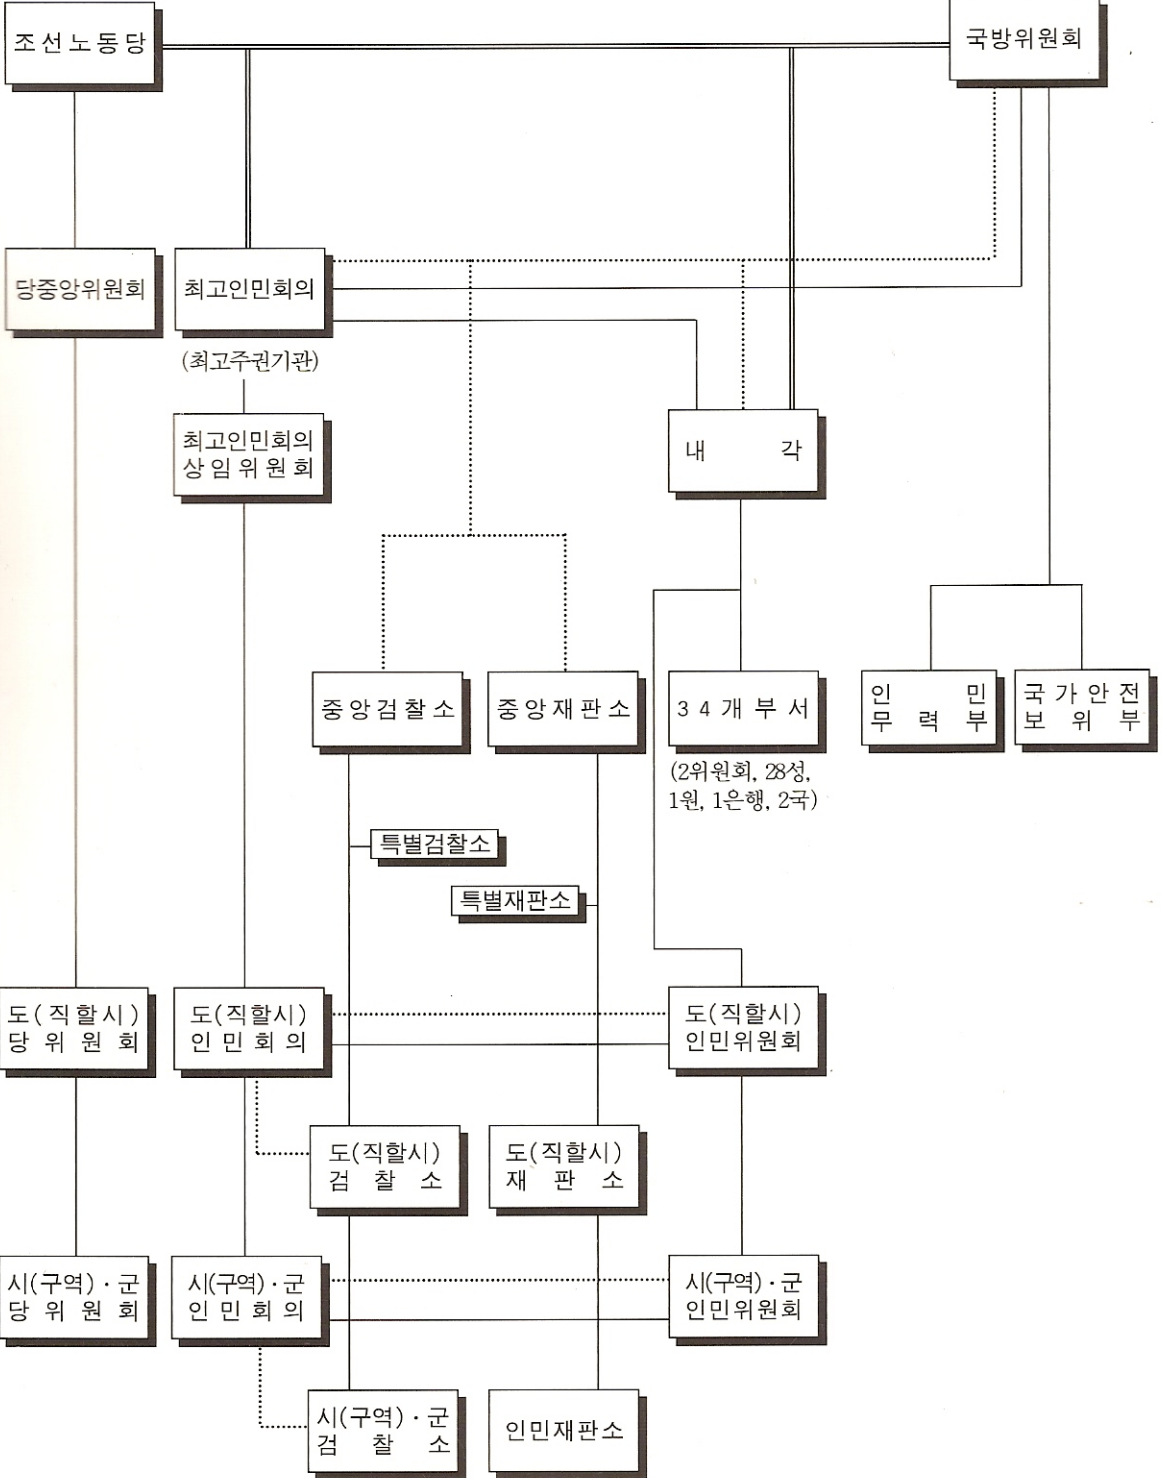 조선노동당
국방위원회
당중앙위원회
최고인민회의
(최고주권기관)
최고인민회의
상임위원회
내 각
중앙검찰소
중앙재판소
34개부서
(2위원회, 28성,
1원, 1은행, 2국)
인 민
무 력 부
국가안전
보 위 부
특별검찰소
특별재판소
도(직할시)
당 위 원 회
도(직할시)
인 민 회 의
도(직할시)
인민위원회
도(직할시)
검 찰 소
도(직할시)
재 판 소
시(구역)·군
당 위 원 회
시(구역)·군
인 민 회 의
시(구역)·군
인민위원회
시(구역)·군
검 찰 소
인민재판소